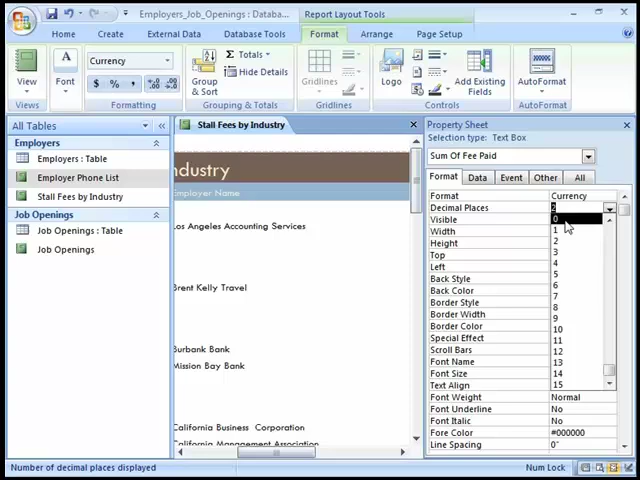 Employers_Job_Openings : Databa... Report Layout Tools
Home Create External Data Database Tools Format Arrange Page Setup
View
Views
Font
Currency
$ % ,
Formatting
Group & Sort
Σ Totals
Hide Details
Grouping & Totals
Gridlines
Gridlines
Logo
Add Existing Fields
Controls
AutoFormat
AutoFormat
All Tables
Employers
Employers : Table
Employer Phone List
Stall Fees by Industry
Job Openings
Job Openings : Table
Job Openings
Stall Fees by Industry
ndustry
Employer Name
Los Angeles Accounting Services
Brent Kelly Travel
Burbank Bank
Mission Bay Bank
California Business Corporation
California Management Association
Property Sheet
Selection type: Text Box
Sum Of Fee Paid
Format Data Event Other All
Format Currency
Decimal Places 2
Visible 0
Width 1
Height 2
Top 3
Left 4
Back Style 5
Back Color 6
Border Style 7
Border Width 8
Border Color 9
Special Effect 10
Scroll Bars 11
Font Name 12
Font Size 13
Text Align 14
15
Font Weight Normal
Font Underline No
Font Italic No
Fore Color #000000
Line Spacing 0"
Number of decimal places displayed Num Lock